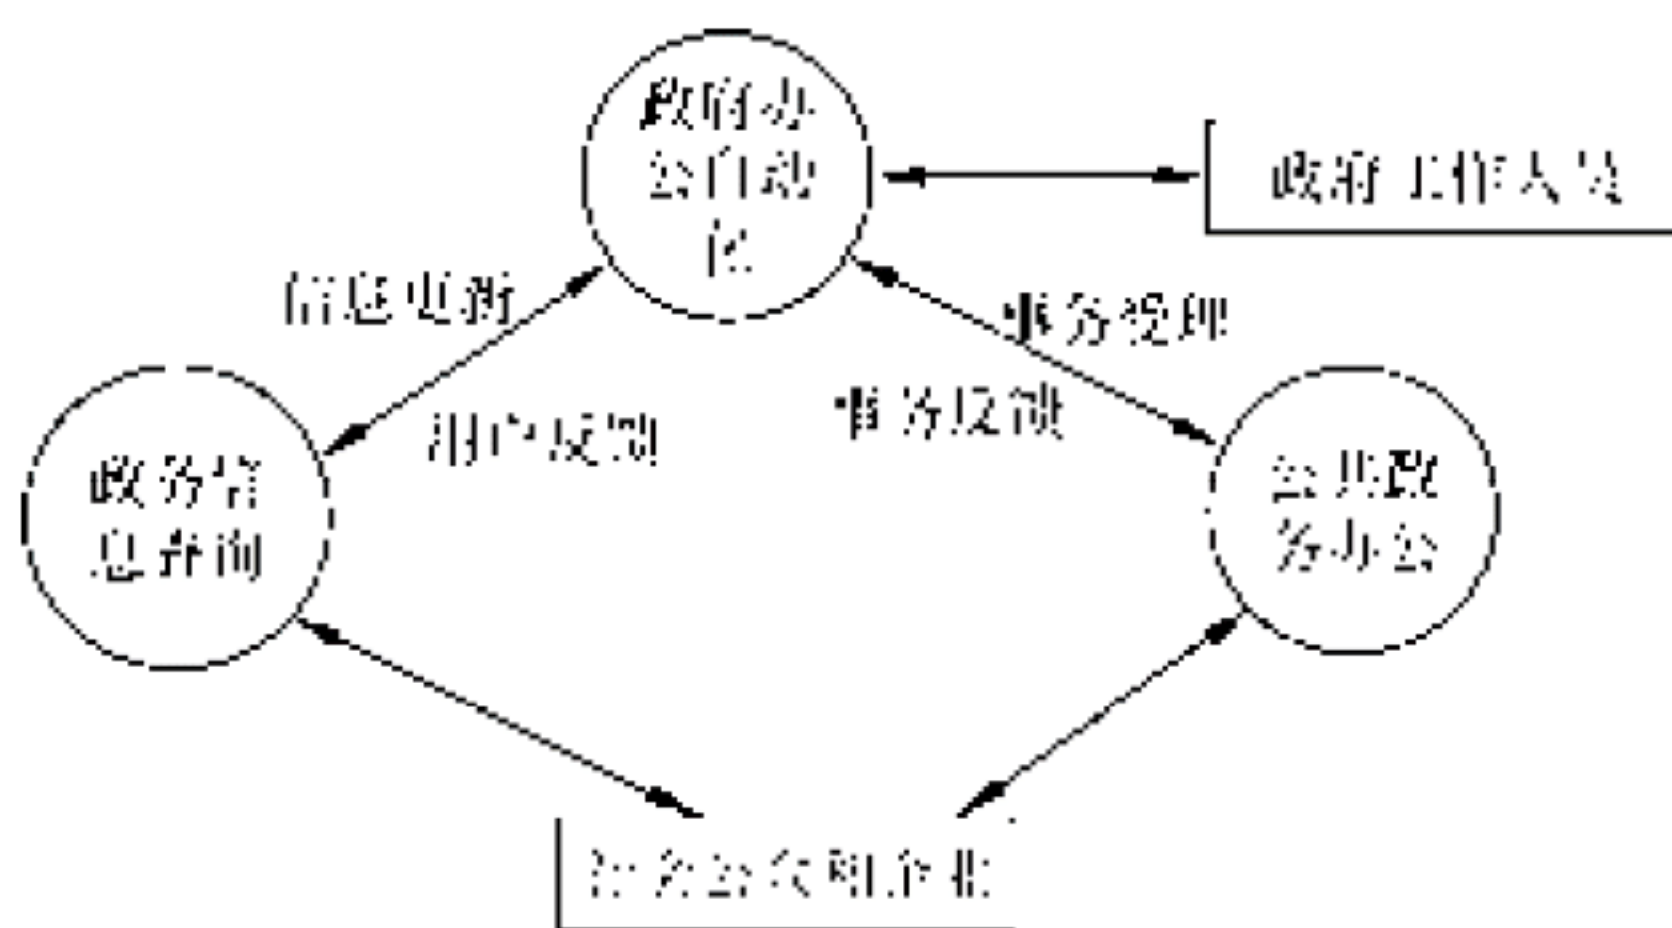 政府办
公自动
化
政府工作人员
信息更新
事务受理
用户反馈
事务反馈
政务信
息查询
公共政
务办公
社会公众和企业